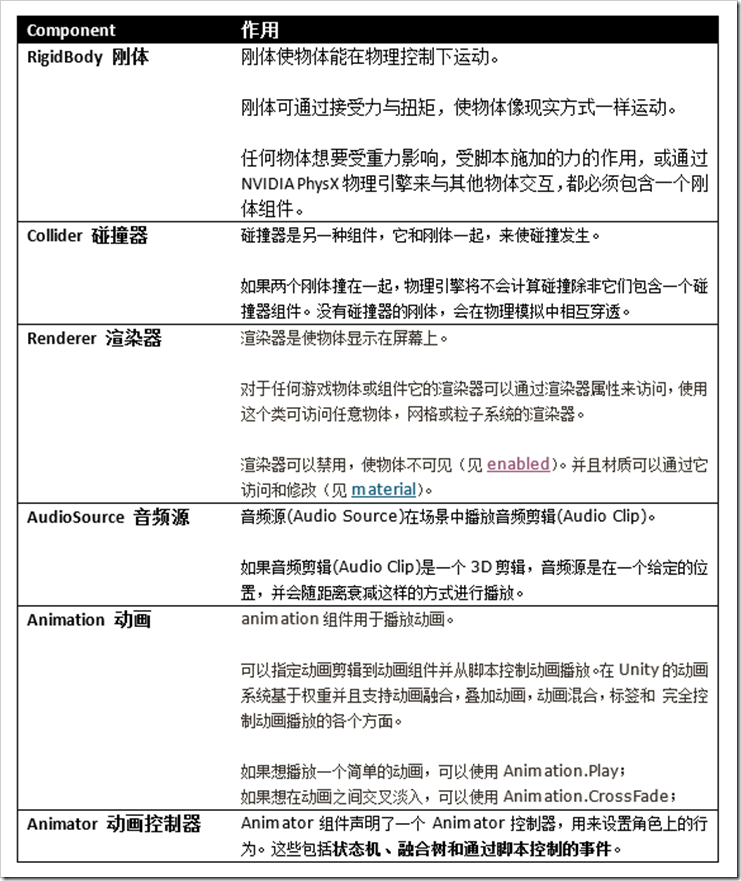 Component 作用
RigidBody 刚体 刚体使物体能在物理控制下运动。
刚体可通过接受力与扭矩，使物体像现实方式一样运动。
任何物体想要受重力影响，受脚本施加的力的作用，或通过
NVIDIA PhysX 物理引擎来与其他物体交互，都必须包含一个刚
体组件。
Collider 碰撞器 碰撞器是另一种组件，它和刚体一起，来使碰撞发生。
如果两个刚体撞在一起，物理引擎将不会计算碰撞除非它们包含一个碰
撞器组件。没有碰撞器的刚体，会在物理模拟中相互穿透。
Renderer 渲染器 渲染器是使物体显示在屏幕上。
对于任何游戏物体或组件它的渲染器可以通过渲染器属性来访问，使用
这个类可访问任意物体，网格或粒子系统的渲染器。
渲染器可以禁用，使物体不可见（见 enabled）。并且材质可以通过它
访问和修改（见 material）。
AudioSource 音频源 音频源(Audio Source)在场景中播放音频剪辑(Audio Clip)。
如果音频剪辑(Audio Clip)是一个 3D 剪辑，音频源是在一个给定的位
置，并会随距离衰减这样的方式进行播放。
Animation 动画 animation 组件用于播放动画。
可以指定动画剪辑到动画组件并从脚本控制动画播放。在 Unity 的动画
系统基于权重并且支持动画融合，叠加动画，动画混合，标签和 完全控
制动画播放的各个方面。
如果想播放一个简单的动画，可以使用 Animation.Play；
如果想在动画之间交叉淡入，可以使用 Animation.CrossFade；
Animator 动画控制器 Animator 组件声明了一个 Animator 控制器，用来设置角色上的行
为。这些包括状态机、融合树和通过脚本控制的事件。